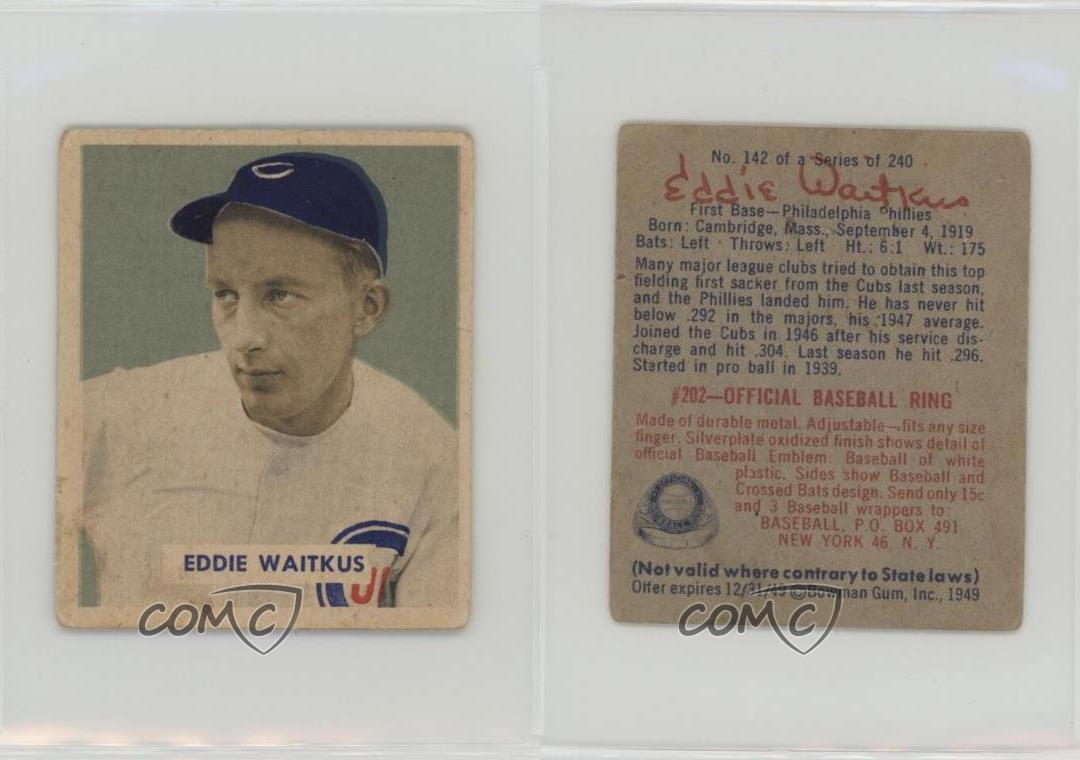 C
EDDIE WAITKUS
COMC
No. 142 of a Series of 240
Eddie Waitkus
First Base—Philadelphia Phillies
Born: Cambridge, Mass., September 4, 1919
Bats: Left Throws: Left Ht.: 6:1 Wt.: 175
Many major league clubs tried to obtain this top
fielding first sacker from the Cubs last season,
and the Phillies landed him. He has never hit
below .292 in the majors, his 1947 average.
Joined the Cubs in 1946 after his service dis-
charge and hit .304. Last season he hit .296.
Started in pro ball in 1939.
#202—OFFICIAL BASEBALL RING
Made of durable metal. Adjustable—fits any size
finger. Silverplate oxidized finish shows detail of
official Baseball Emblem. Baseball of white
plastic. Sides show Baseball and
Crossed Bats design. Send only 15c
and 3 Baseball wrappers to:
BASEBALL, P.O. BOX 491
NEW YORK 46, N. Y.
(Not valid where contrary to State laws)
Offer expires 12/31/49 ©Bowman Gum, Inc., 1949
COMC